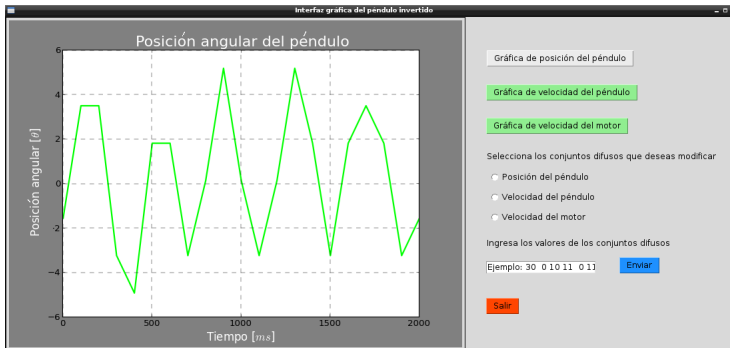 Interfaz gráfica del péndulo invertido
Posición angular del péndulo
Posición angular [θ]
6
4
2
0
−2
−4
−6
0
500
1000
1500
2000
Tiempo [ms]
Gráfica de posición del péndulo
Gráfica de velocidad del péndulo
Gráfica de velocidad del motor
Selecciona los conjuntos difusos que deseas modificar
Posición del péndulo
Velocidad del péndulo
Velocidad del motor
Ingresa los valores de los conjuntos difusos
Ejemplo: 30 0 10 11 0 11
Enviar
Salir